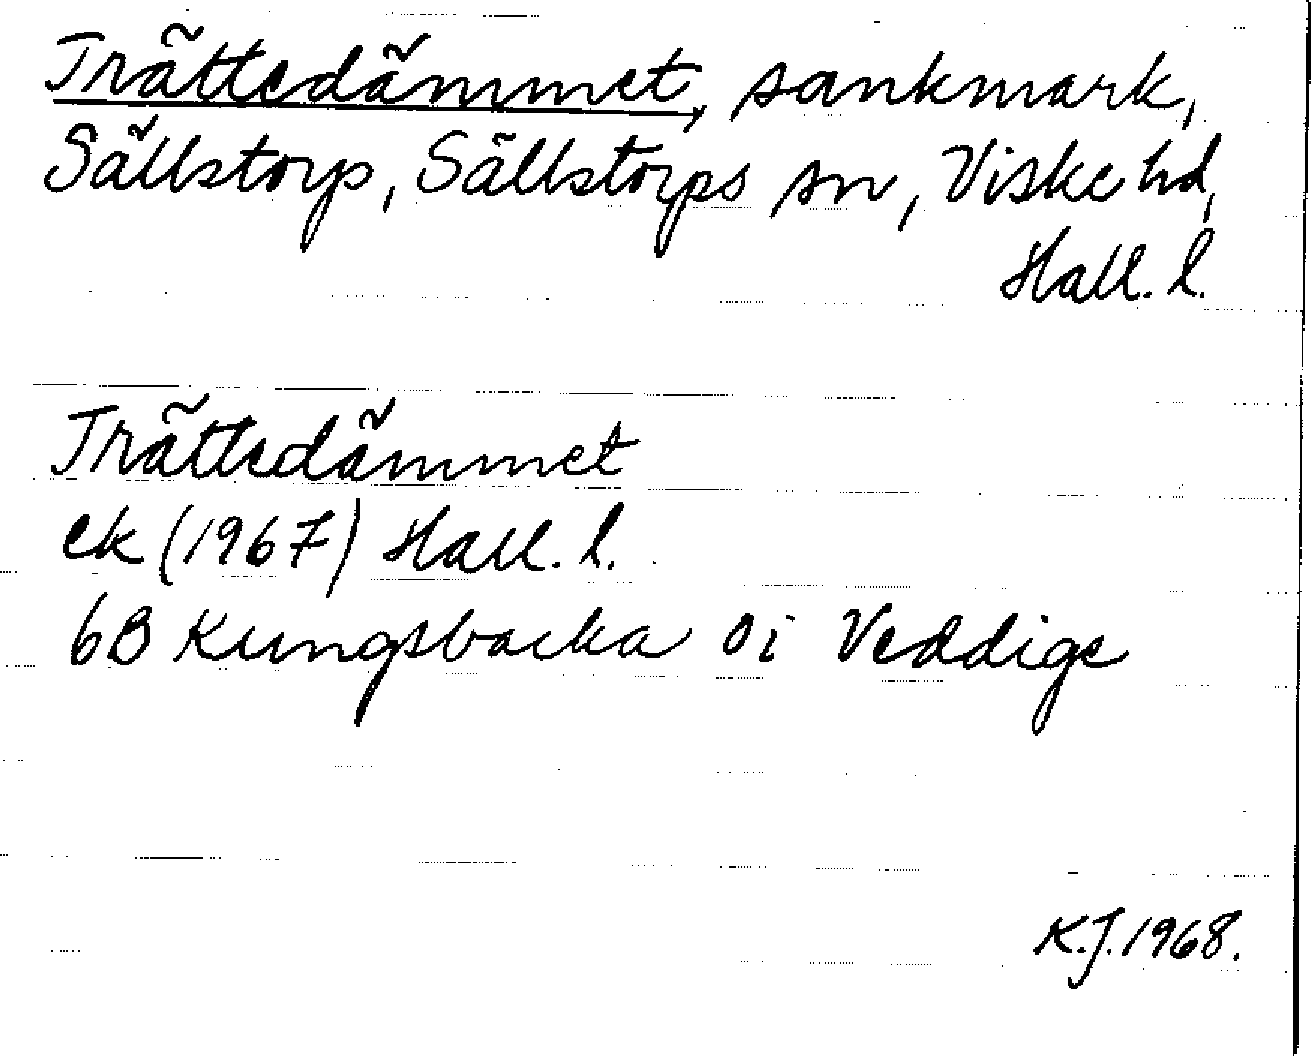 Trättedämmet, sankmark,
Sällstorp, Sällstorps sn, Viske hd,
Hall. l.
Trättedämmet
ek (1967) Hall. l.
6B Kungsbacka 0i Veddige
K.J. 1968.